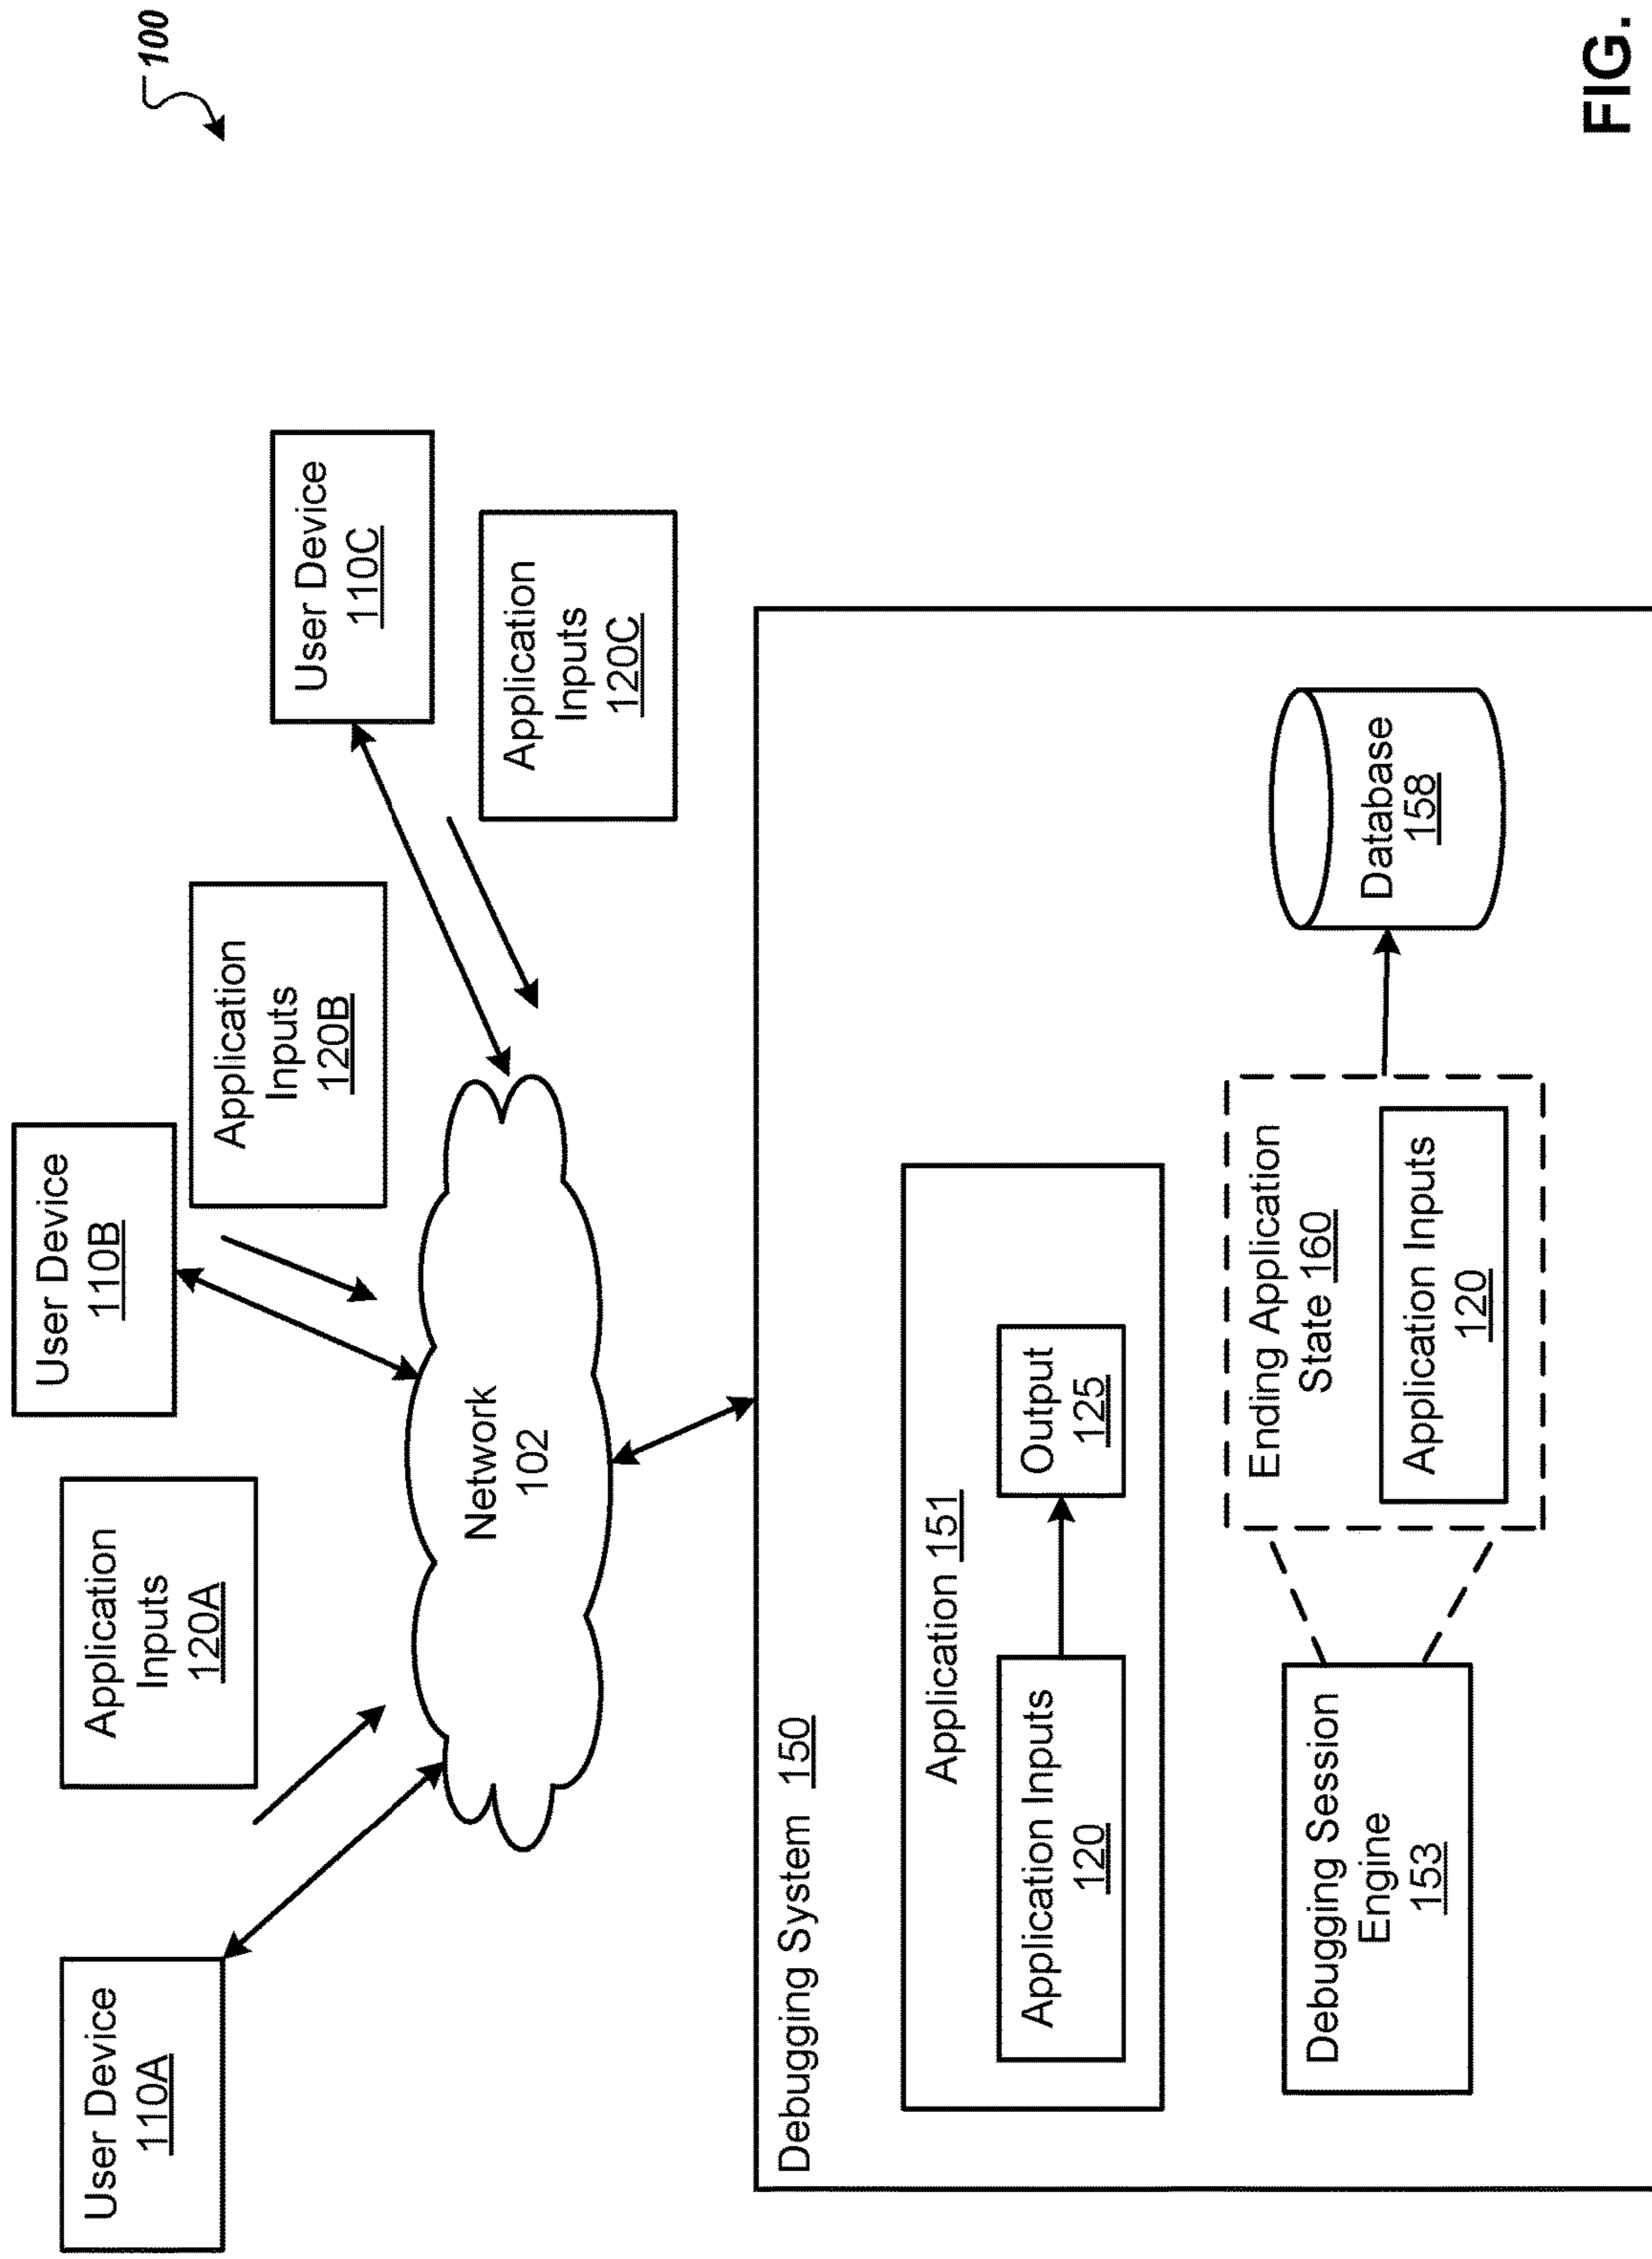 100
User Device
110A
Application
Inputs
120A
User Device
110B
Application
Inputs
120B
User Device
110C
Application
Inputs
120C
Network
102
Debugging System 150
Application 151
Application Inputs
120
Output
125
Debugging Session
Engine
153
Ending Application
State 160
Application Inputs
120
Database
158
FIG.